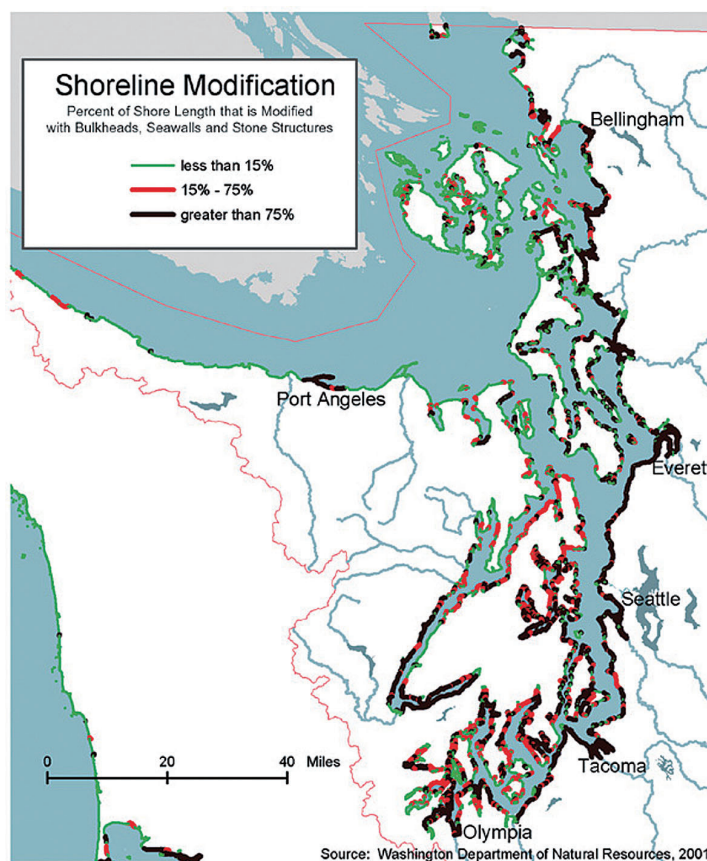 Shoreline Modification
Percent of Shore Length that is Modified
with Bulkheads, Seawalls and Stone Structures
less than 15%
15% - 75%
greater than 75%
Bellingham
Port Angeles
Everet
Seattle
0 20 40 Miles
Tacoma
Olympia
Source: Washington Department of Natural Resources, 2001